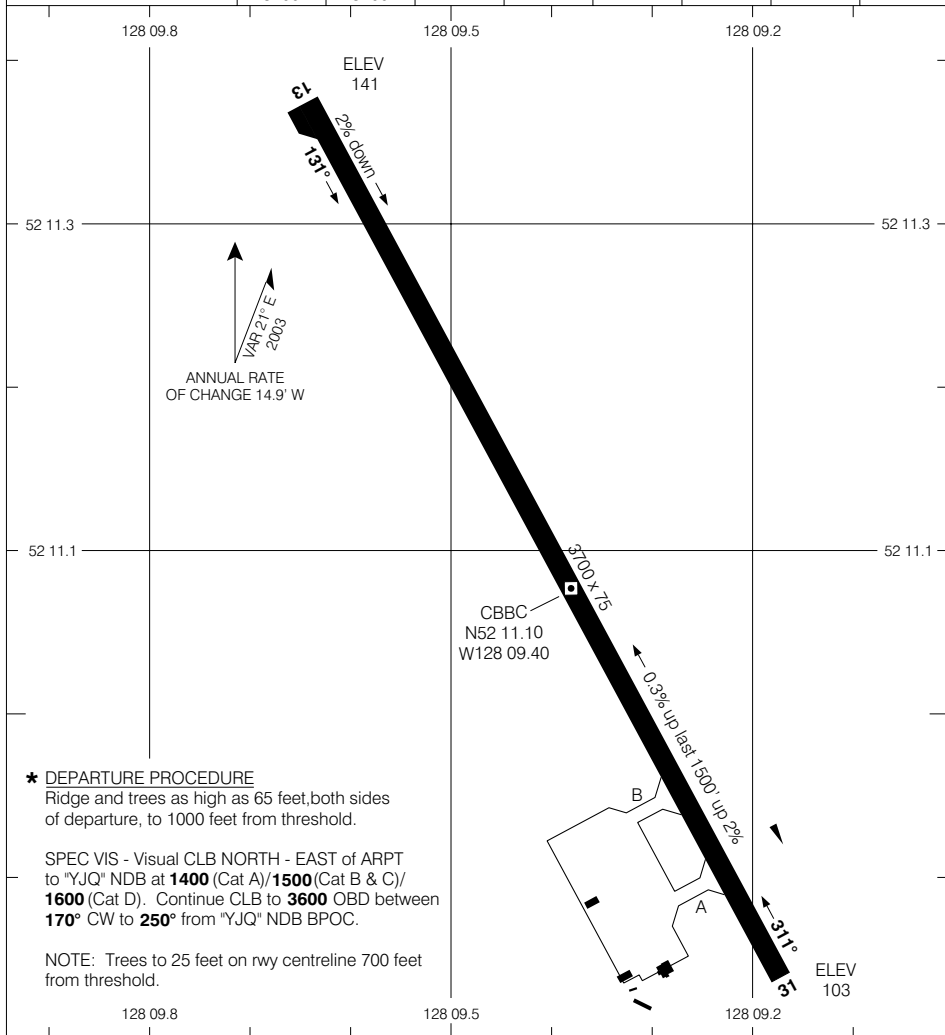 128 09.8
128 09.5
128 09.2
ELEV
141
13
2% down
131°
52 11.3
52 11.3
VAR 21° E
2003
ANNUAL RATE
OF CHANGE 14.9' W
52 11.1
52 11.1
3700 x 75
CBBC
N52 11.10
W128 09.40
0.3% up last 1500' up 2%
* DEPARTURE PROCEDURE
Ridge and trees as high as 65 feet,both sides
of departure, to 1000 feet from threshold.
SPEC VIS - Visual CLB NORTH - EAST of ARPT
to "YJQ" NDB at 1400 (Cat A)/1500(Cat B & C)/
1600 (Cat D). Continue CLB to 3600 OBD between
170° CW to 250° from "YJQ" NDB BPOC.
NOTE: Trees to 25 feet on rwy centreline 700 feet
from threshold.
B
A
311°
31
ELEV
103
128 09.8
128 09.5
128 09.2